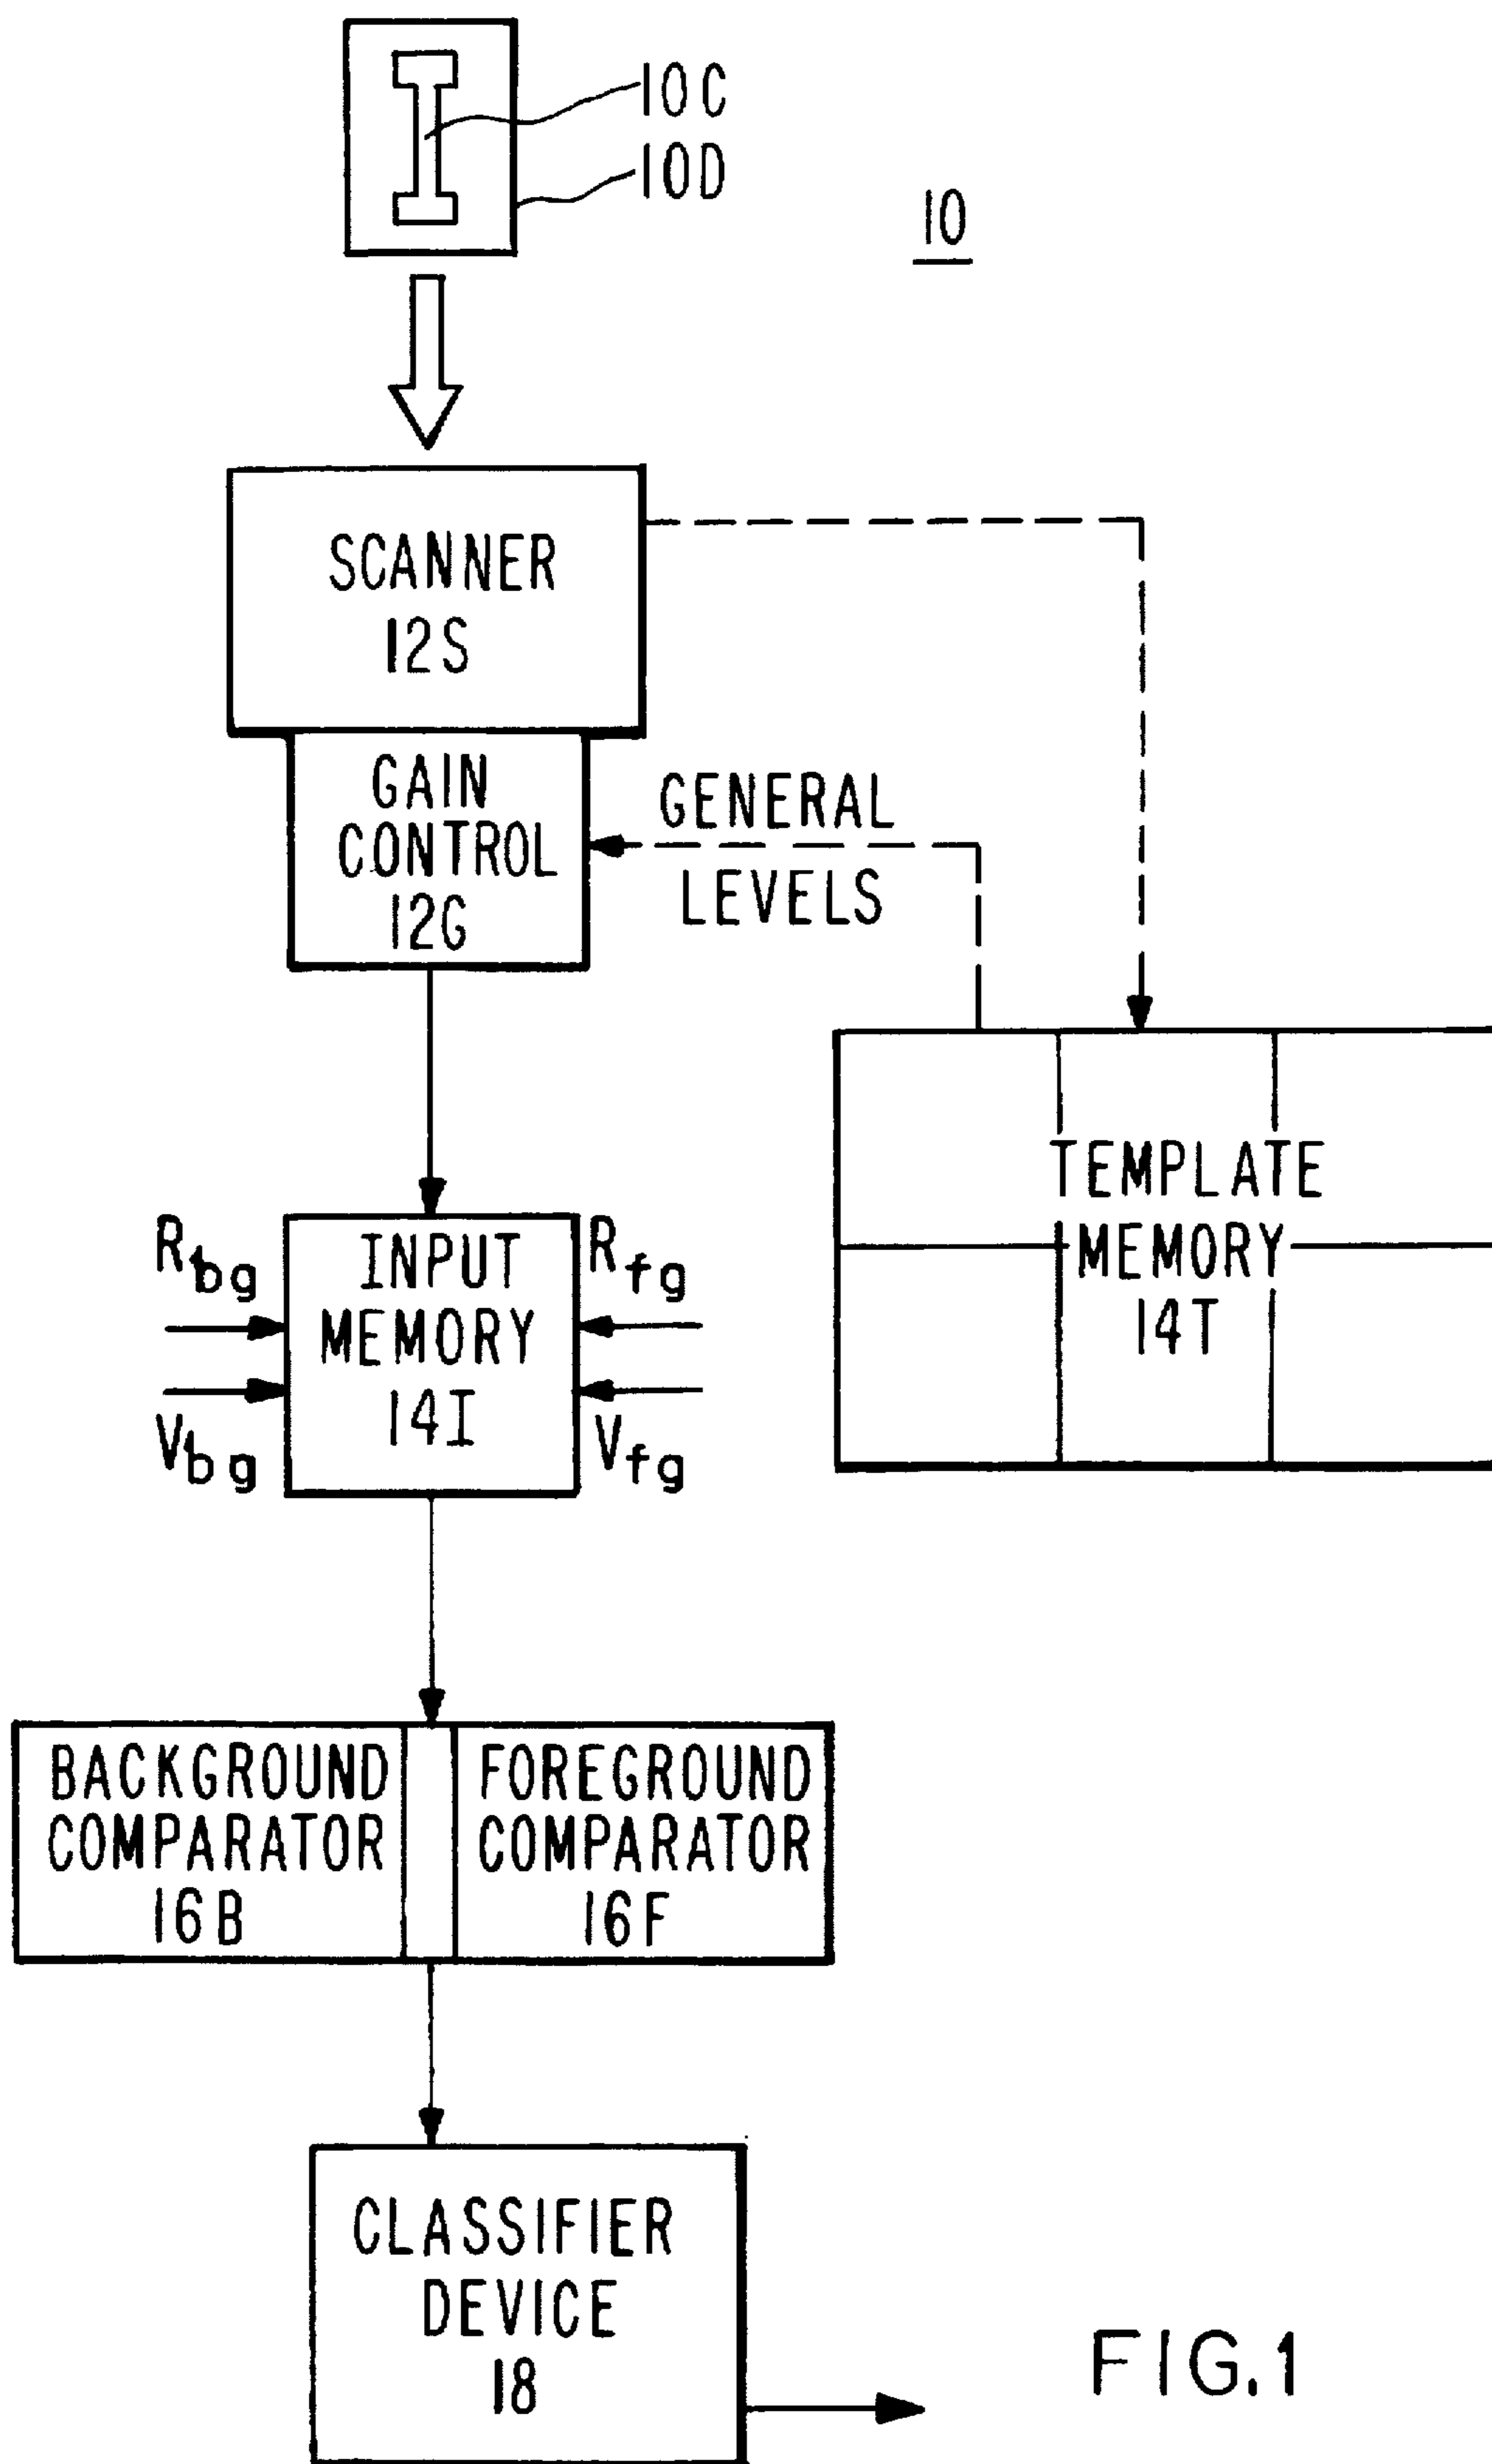 10C
10D
10
SCANNER
12S
GAIN
CONTROL
12G
GENERAL
LEVELS
TEMPLATE
MEMORY
14T
Rbg
Rfg
INPUT
MEMORY
14I
Vbg
Vfg
BACKGROUND
COMPARATOR
16B
FOREGROUND
COMPARATOR
16F
CLASSIFIER
DEVICE
18
FIG.1